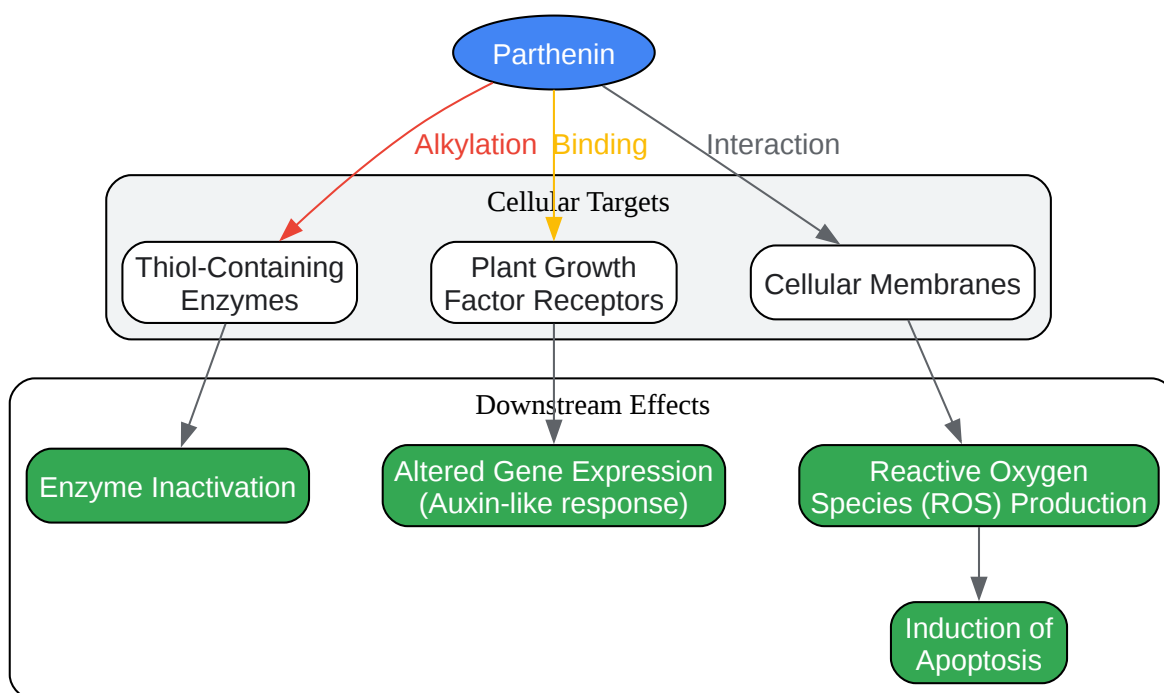 Parthenin
Alkylation
Binding
Interaction
Cellular Targets
Thiol-Containing
Enzymes
Plant Growth
Factor Receptors
Cellular Membranes
Downstream Effects
Enzyme Inactivation
Altered Gene Expression
(Auxin-like response)
Reactive Oxygen
Species (ROS) Production
Induction of
Apoptosis